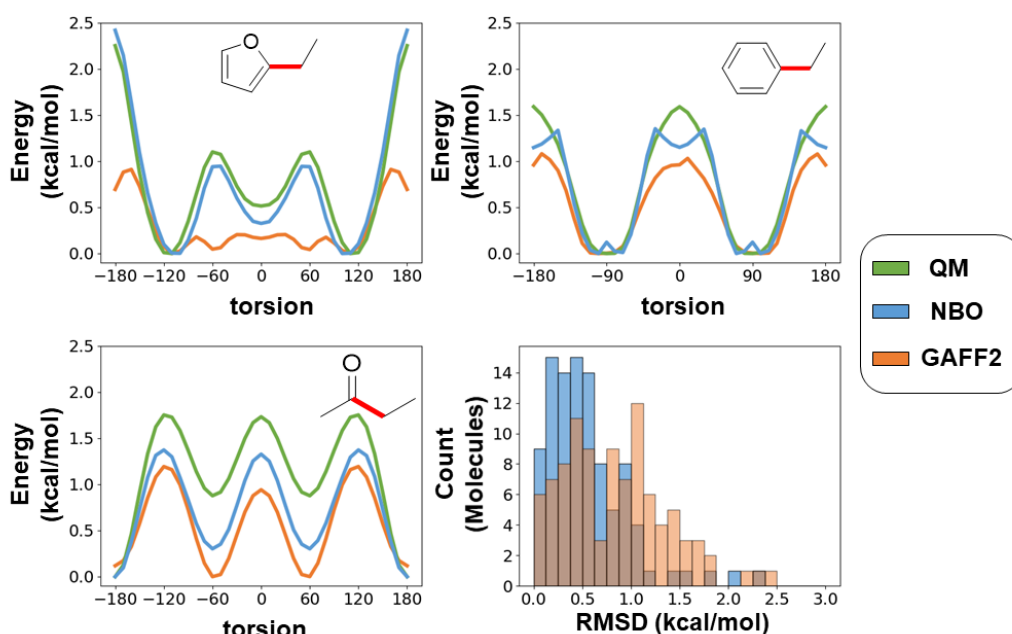 2.5
2.0
1.5
1.0
0.5
0.0
Energy
(kcal/mol)
O
−180 −120 −60 0 60 120 180
torsion
2.5
2.0
1.5
1.0
0.5
0.0
Energy
(kcal/mol)
−180 −90 0 90 180
torsion
QM
NBO
GAFF2
2.5
2.0
1.5
1.0
0.5
0.0
Energy
(kcal/mol)
O
−180 −120 −60 0 60 120 180
torsion
14
12
10
8
6
4
2
0
Count
(Molecules)
0.0 0.5 1.0 1.5 2.0 2.5 3.0
RMSD (kcal/mol)